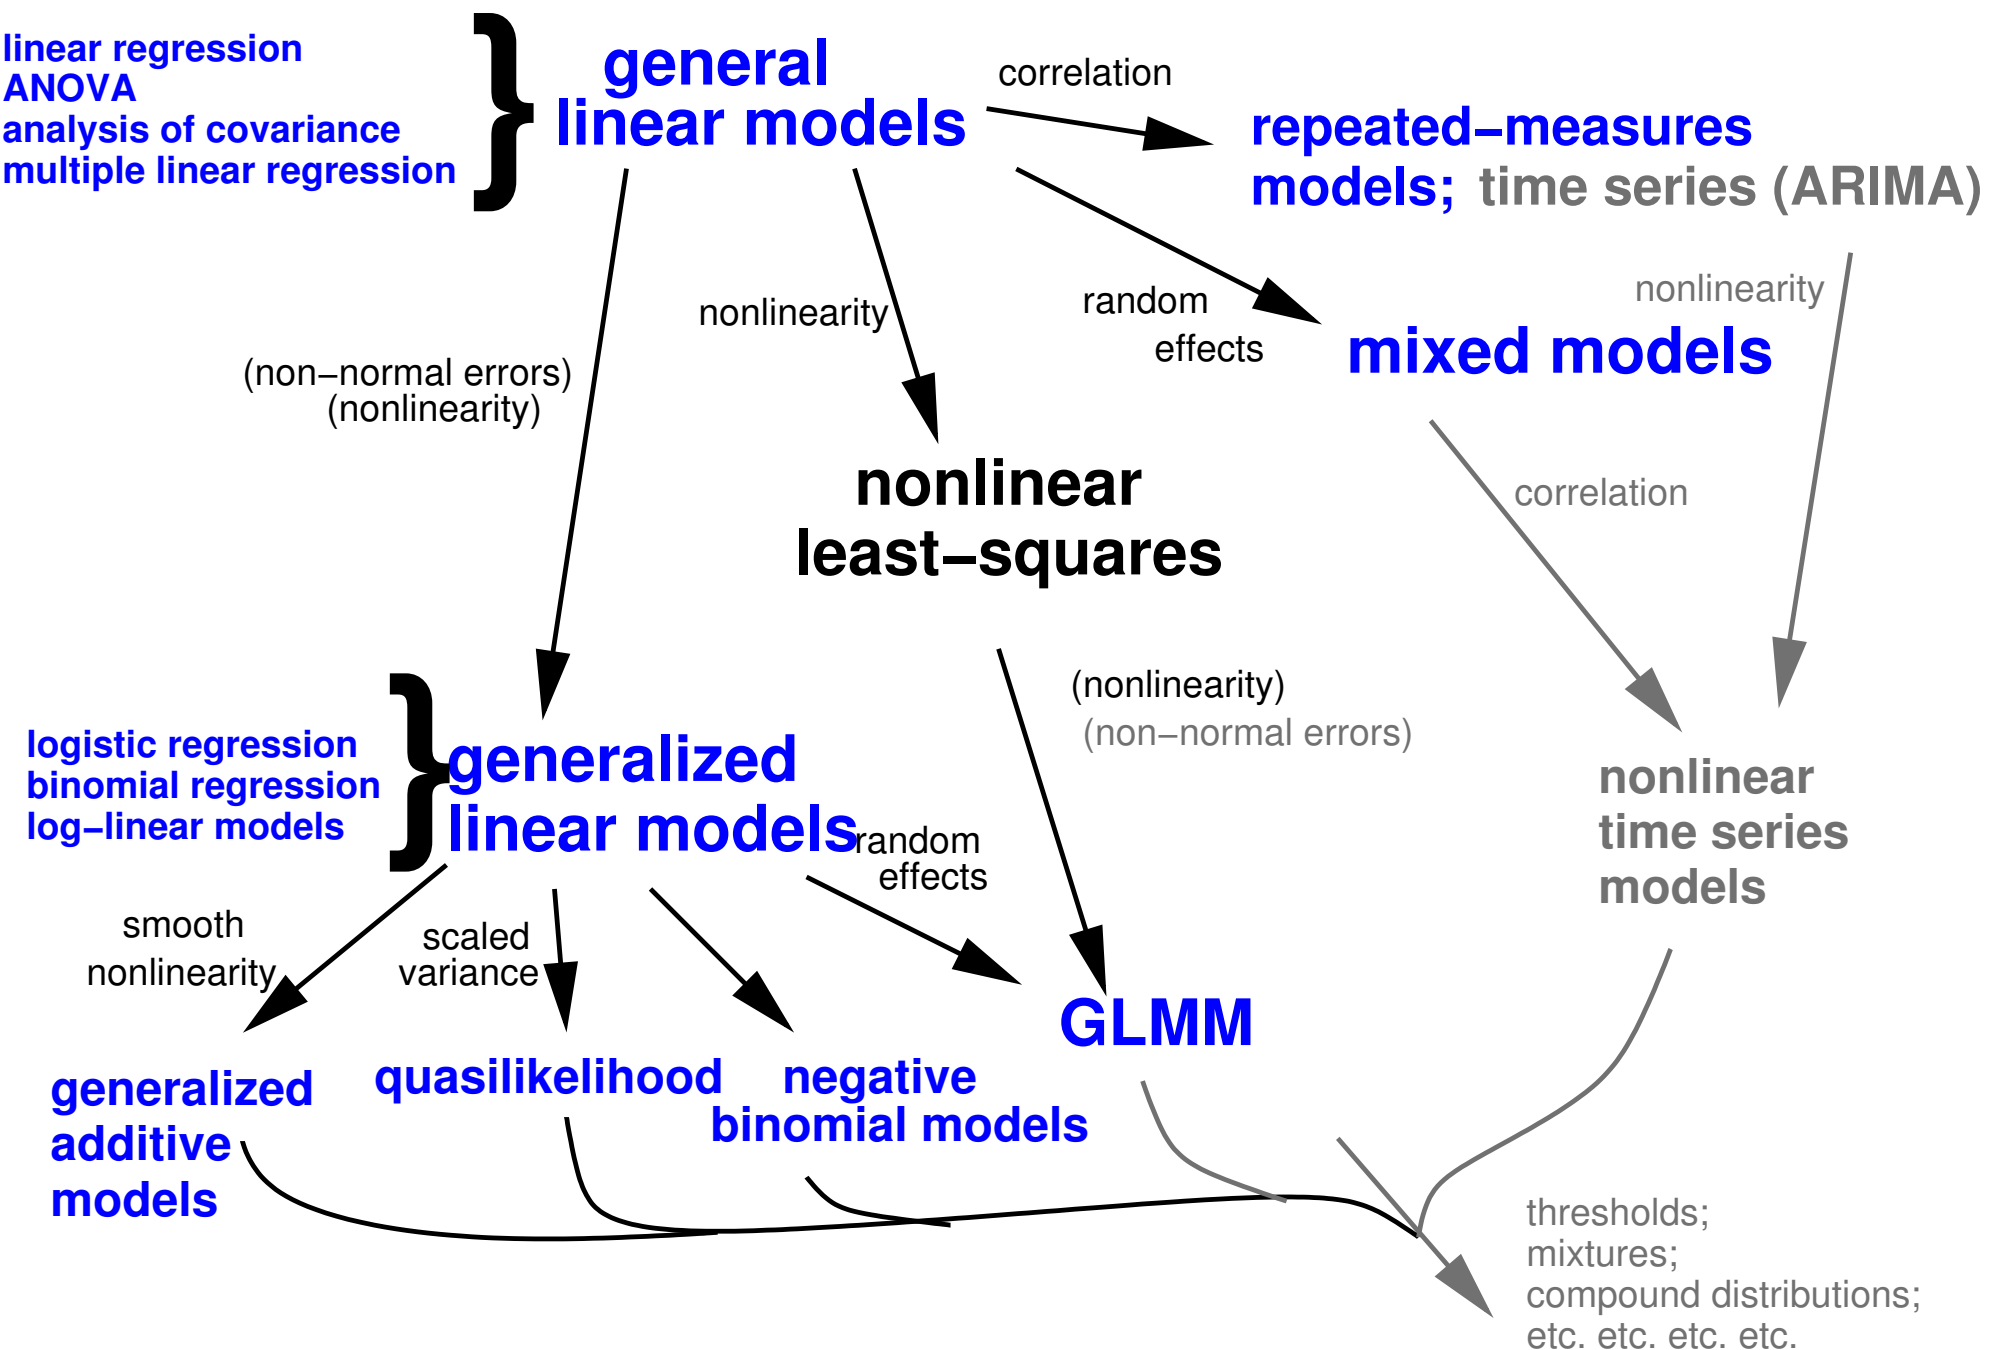 linear regression
ANOVA
analysis of covariance
multiple linear regression
}
general
linear models
correlation
repeated−measures
models; time series (ARIMA)
nonlinearity
random
effects
nonlinearity
mixed models
(non−normal errors)
(nonlinearity)
nonlinear
least−squares
correlation
(nonlinearity)
(non−normal errors)
logistic regression
binomial regression
log−linear models
}
generalized
linear models
random
effects
nonlinear
time series
models
smooth
nonlinearity
scaled
variance
GLMM
generalized
additive
models
quasilikelihood
negative
binomial models
thresholds;
mixtures;
compound distributions;
etc. etc. etc. etc.